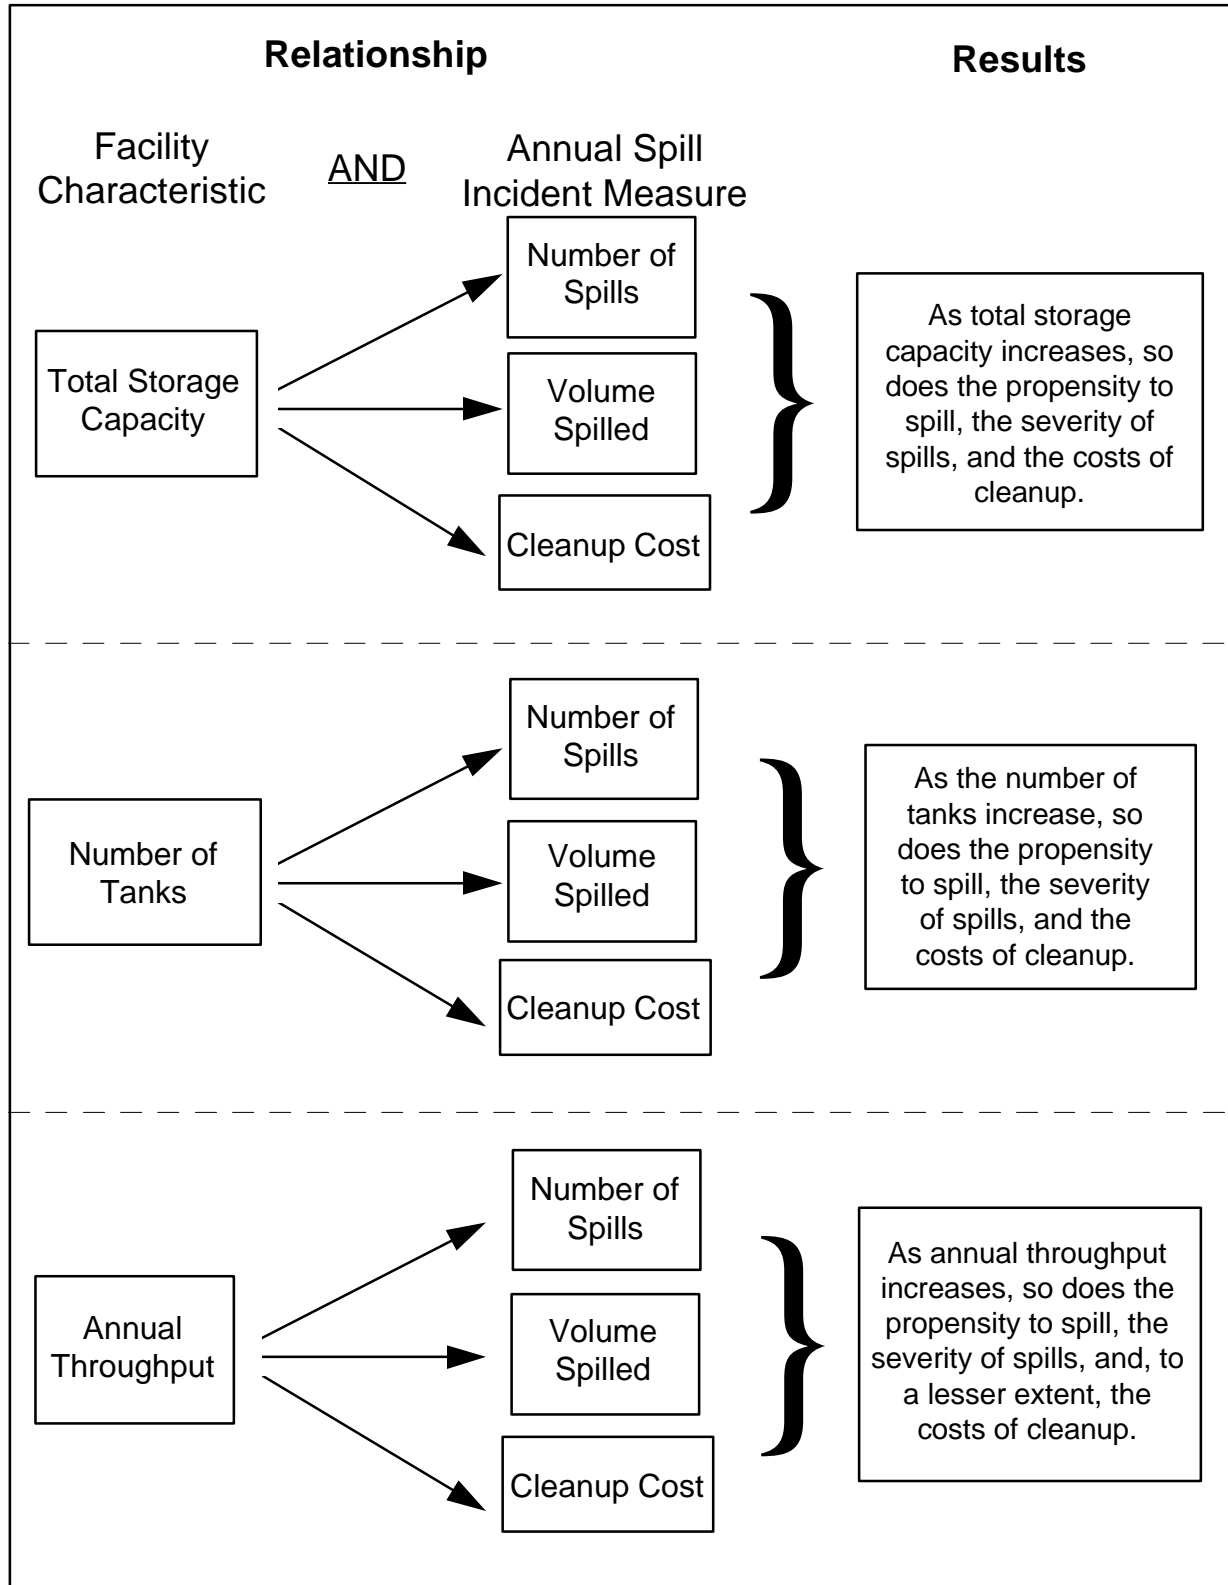 Relationship
Results
Facility
Characteristic
AND
Annual Spill
Incident Measure
Total Storage
Capacity
Number of
Spills
Volume
Spilled
Cleanup Cost
As total storage
capacity increases, so
does the propensity to
spill, the severity of
spills, and the costs of
cleanup.
Number of
Tanks
Number of
Spills
Volume
Spilled
Cleanup Cost
As the number of
tanks increase, so
does the propensity
to spill, the severity
of spills, and the
costs of cleanup.
Annual
Throughput
Number of
Spills
Volume
Spilled
Cleanup Cost
As annual throughput
increases, so does the
propensity to spill, the
severity of spills, and, to
a lesser extent, the
costs of cleanup.